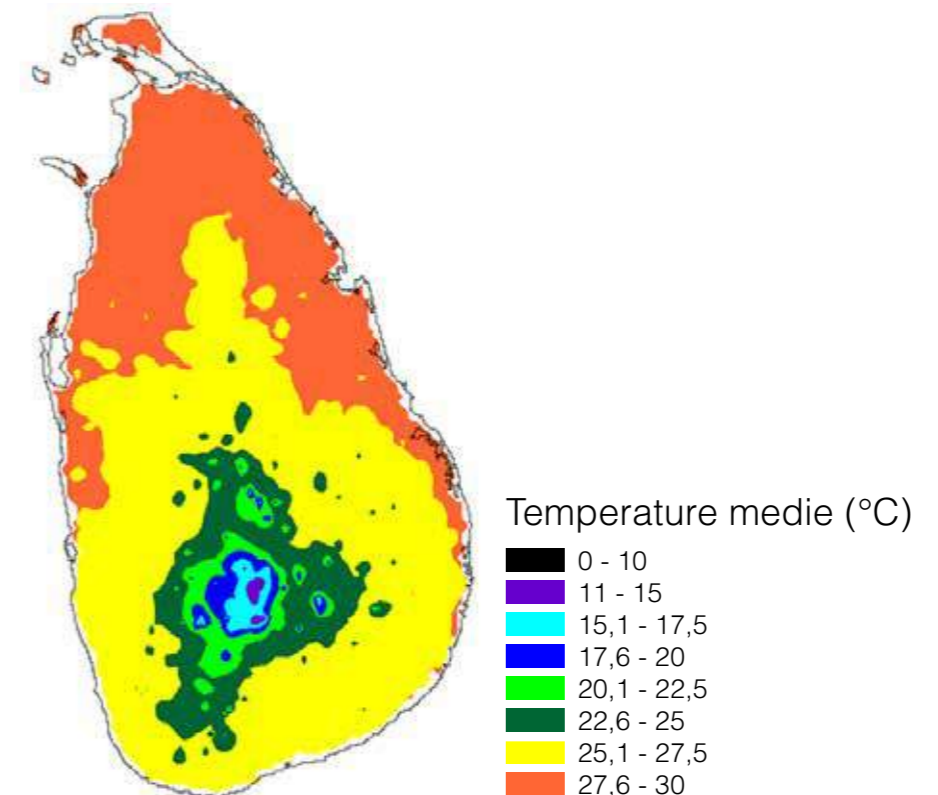 Temperature medie (°C)
0 - 10
11 - 15
15,1 - 17,5
17,6 - 20
20,1 - 22,5
22,6 - 25
25,1 - 27,5
27,6 - 30